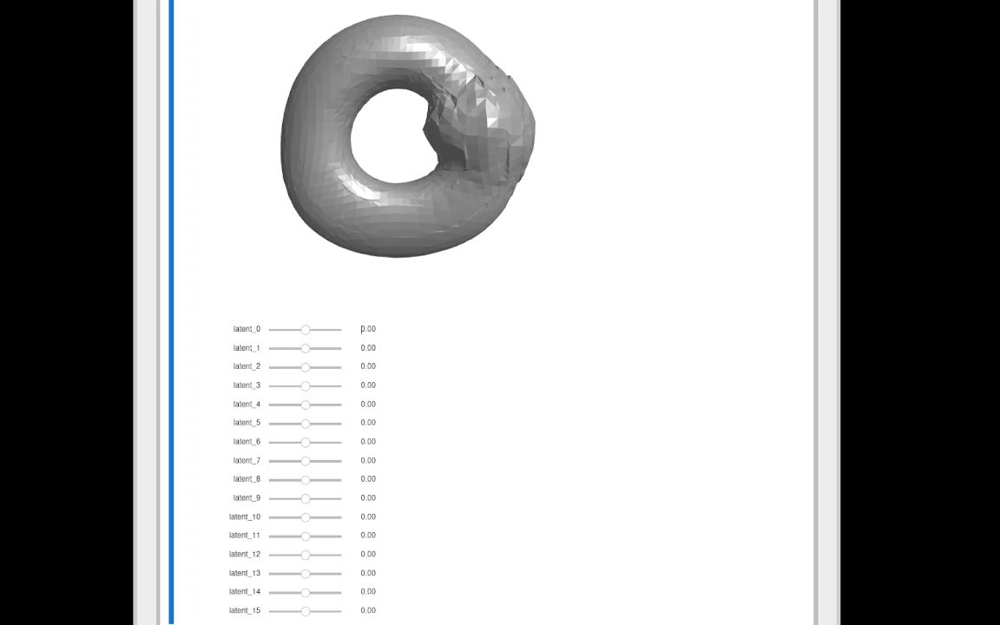 latent_0 0.00
latent_1 0.00
latent_2 0.00
latent_3 0.00
latent_4 0.00
latent_5 0.00
latent_6 0.00
latent_7 0.00
latent_8 0.00
latent_9 0.00
latent_10 0.00
latent_11 0.00
latent_12 0.00
latent_13 0.00
latent_14 0.00
latent_15 0.00